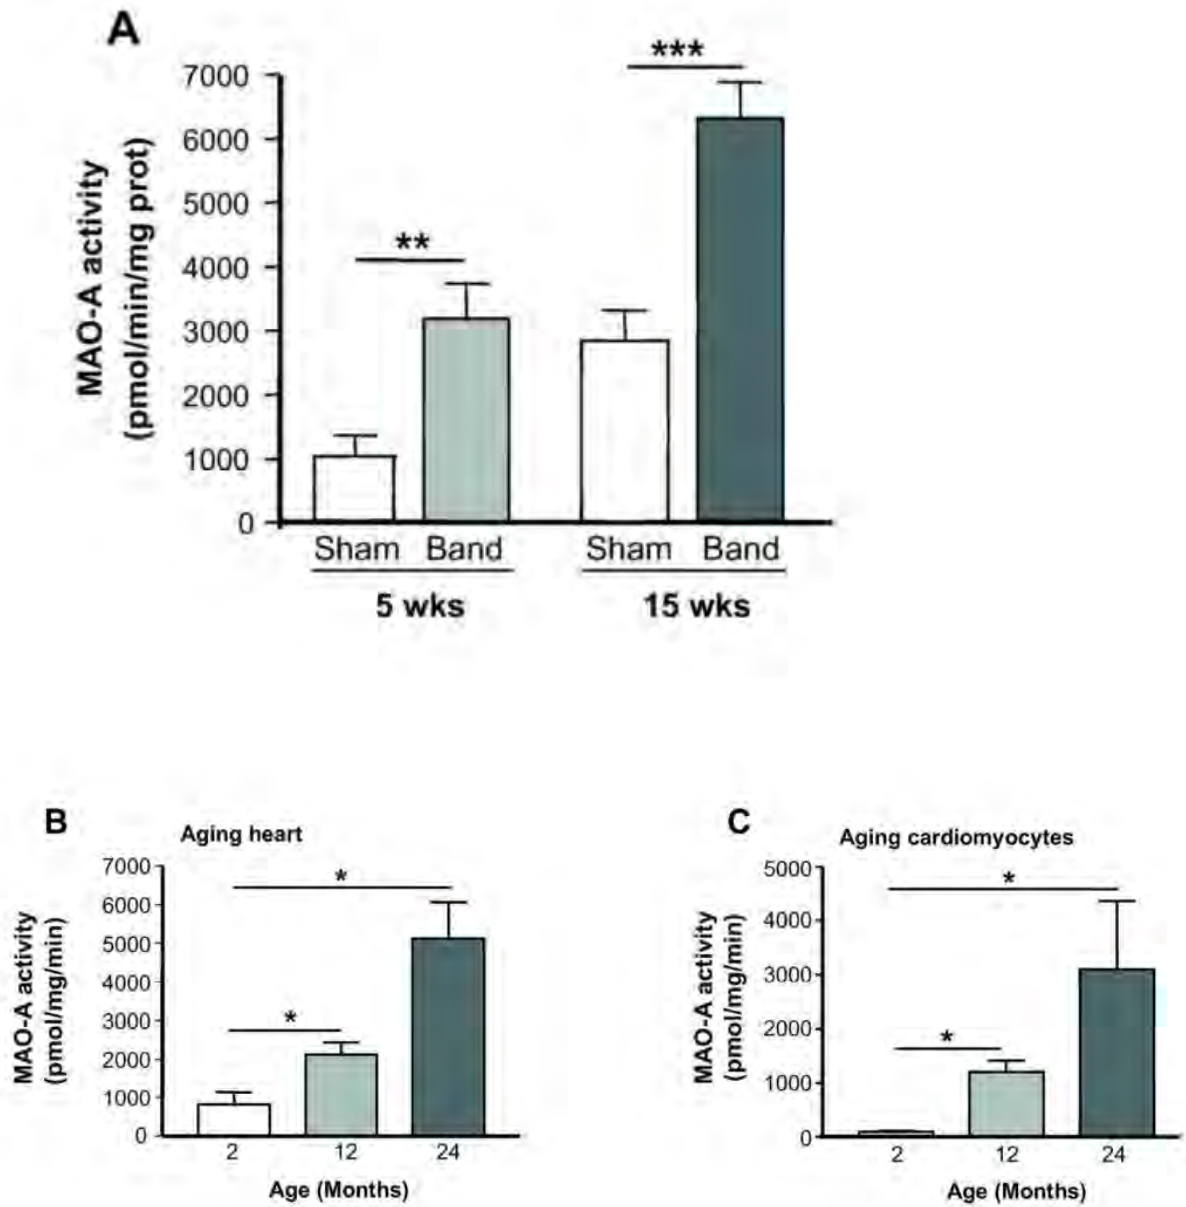 A
***
7000
6000
5000
4000
3000
2000
1000
0
MAO-A activity
(pmol/min/mg prot)
**
Sham Band Sham Band
5 wks 15 wks
B
Aging heart
7000
6000
5000
4000
3000
2000
1000
0
MAO-A activity
(pmol/mg/min)
*
*
2 12 24
Age (Months)
C
Aging cardiomyocytes
5000
4000
3000
2000
1000
0
MAO-A activity
(pmol/mg/min)
*
*
2 12 24
Age (Months)